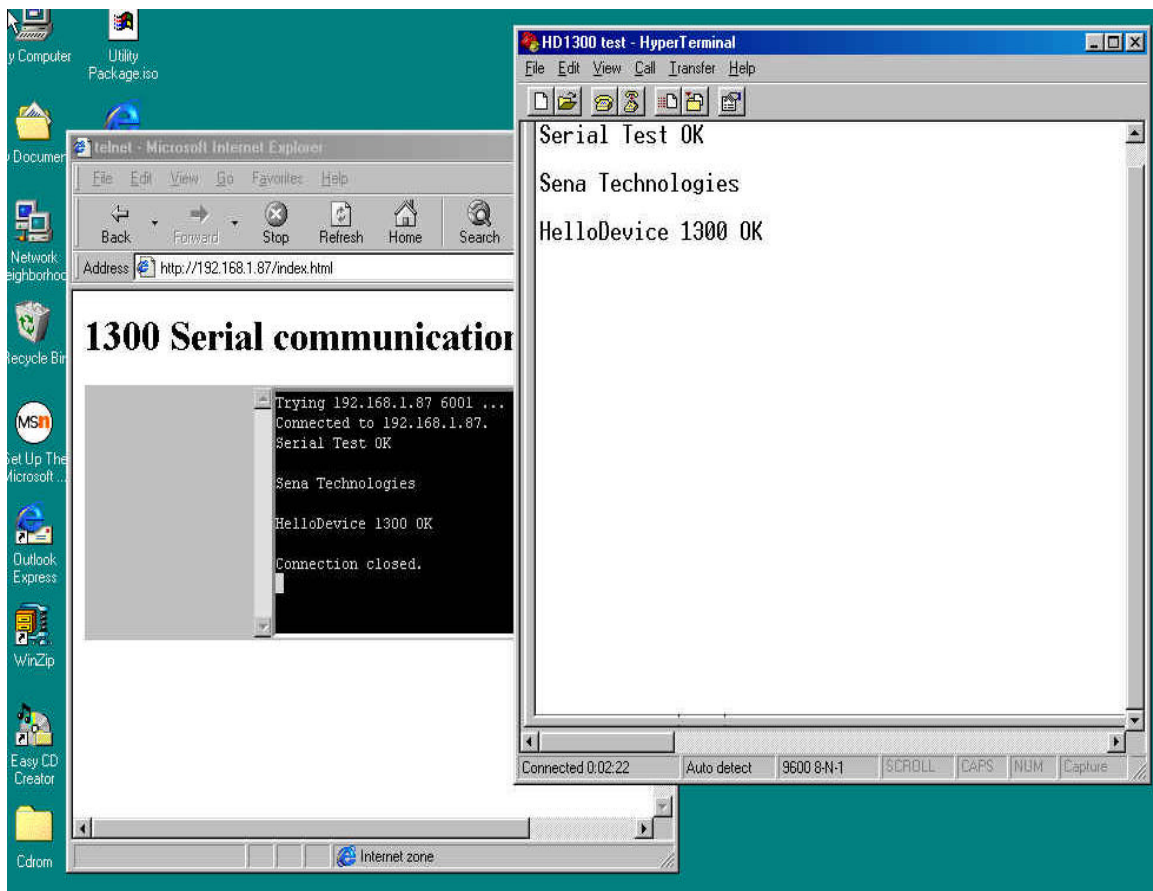 y Computer
Utility
Package.iso
Documen
Network
eighborhoo
Recycle Bin
MSN
Set Up The
Microsoft ...
Outlook
Express
WinZip
Easy CD
Creator
Cdrom
telnet - Microsoft Internet Explorer
File Edit View Go Favorites Help
Back Forward Stop Refresh Home Search
Address http://192.168.1.87/index.html
1300 Serial communication
Trying 192.168.1.87 6001 ...
Connected to 192.168.1.87.
Serial Test OK
Sena Technologies
HelloDevice 1300 OK
Connection closed.
Internet zone
HD1300 test - HyperTerminal
File Edit View Call Transfer Help
Serial Test OK
Sena Technologies
HelloDevice 1300 OK
Connected 0:02:22 Auto detect 9600 8-N-1 SCROLL CAPS NUM Capture